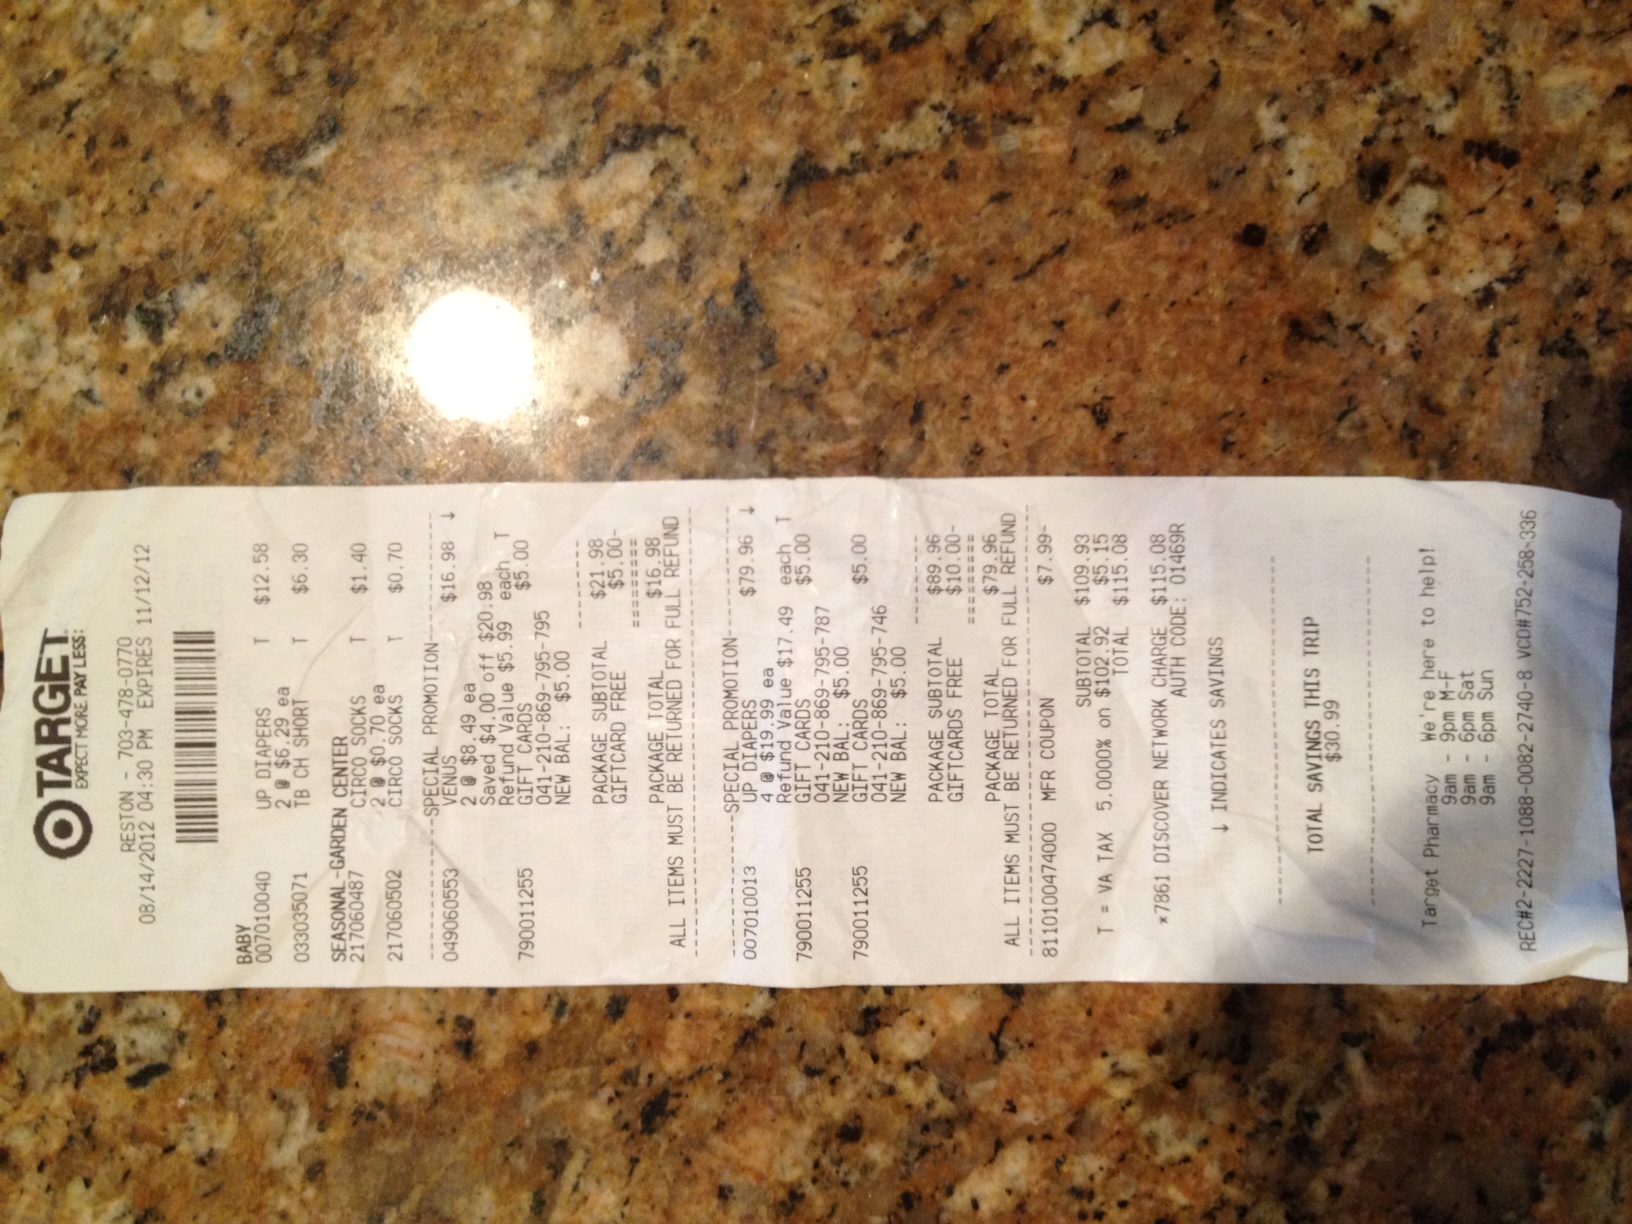 TARGET
EXPECT MORE. PAY LESS.
RESTON - 703-478-0770
08/14/2012 04:30 PM EXPIRES 11/12/12
BABY
007010040 UP DIAPERS T $12.58
2 @ $6.29 ea
033035071 TB CH SHORT T $6.30
SEASONAL-GARDEN CENTER
217060487 CIRCO SOCKS T $1.40
2 @ $0.70 ea
217060502 CIRCO SOCKS T $0.70
--------------SPECIAL PROMOTION--------------
049060553 VENUS $16.98 ↓
2 @ $8.49 ea
Saved $4.00 off $20.98
Refund Value $5.99 each T
790011255 GIFT CARDS $5.00
041-210-869-795-795
NEW BAL: $5.00
---------
PACKAGE SUBTOTAL $21.98
GIFTCARD FREE $5.00-
=========
PACKAGE TOTAL $16.98
ALL ITEMS MUST BE RETURNED FOR FULL REFUND
--------------------------------------------
--------------SPECIAL PROMOTION-------------
007010013 UP DIAPERS $79.96 ↓
4 @ $19.99 ea
Refund Value $17.49 each T
790011255 GIFT CARDS $5.00
041-210-869-795-787
NEW BAL: $5.00
790011255 GIFT CARDS $5.00
041-210-869-795-746
NEW BAL: $5.00
---------
PACKAGE SUBTOTAL $89.96
GIFTCARDS FREE $10.00-
=========
PACKAGE TOTAL $79.96
ALL ITEMS MUST BE RETURNED FOR FULL REFUND
--------------------------------------------
8110100474000 MFR COUPON $7.99-
SUBTOTAL $109.93
T = VA TAX 5.0000% on $102.92 $5.15
TOTAL $115.08
*7861 DISCOVER NETWORK CHARGE $115.08
AUTH CODE: 01469R
↓ INDICATES SAVINGS
----------------------------------
TOTAL SAVINGS THIS TRIP
$30.99
----------------------------------
Target Pharmacy We're here to help!
9am - 9pm M-F
9am - 6pm Sat
9am - 6pm Sun
REC#2-2227-1088-0082-2740-8 VCD#752-258-336